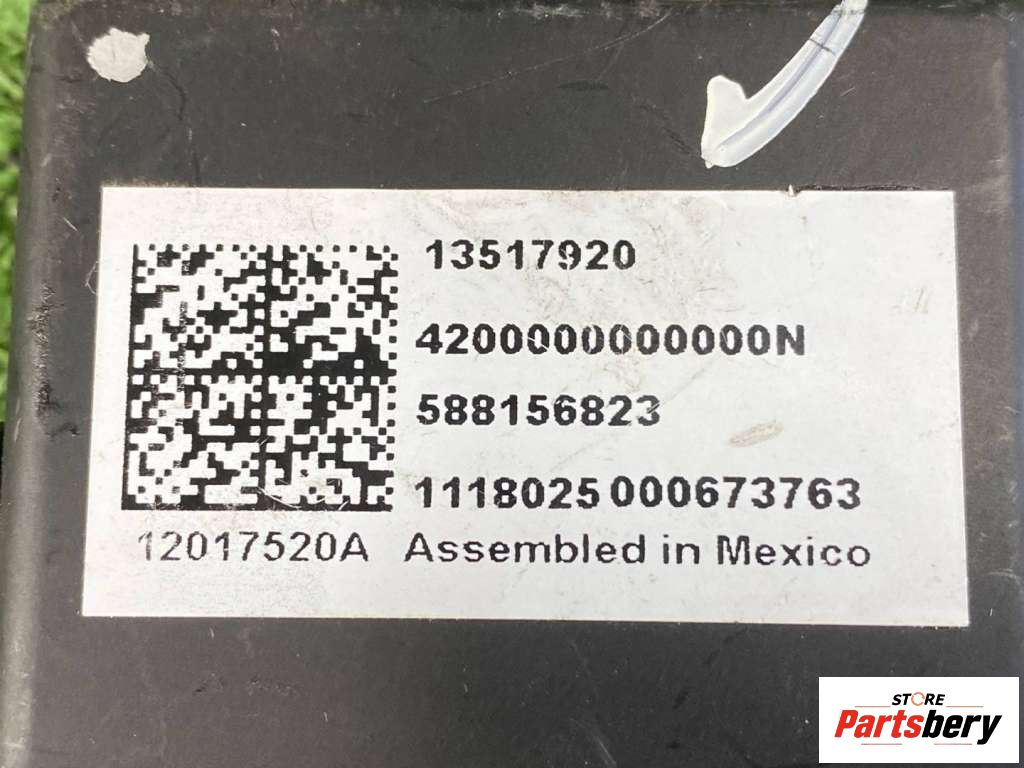 13517920
4200000000000N
588156823
1118025 000673763
12017520A Assembled in Mexico
STORE
Partsbery